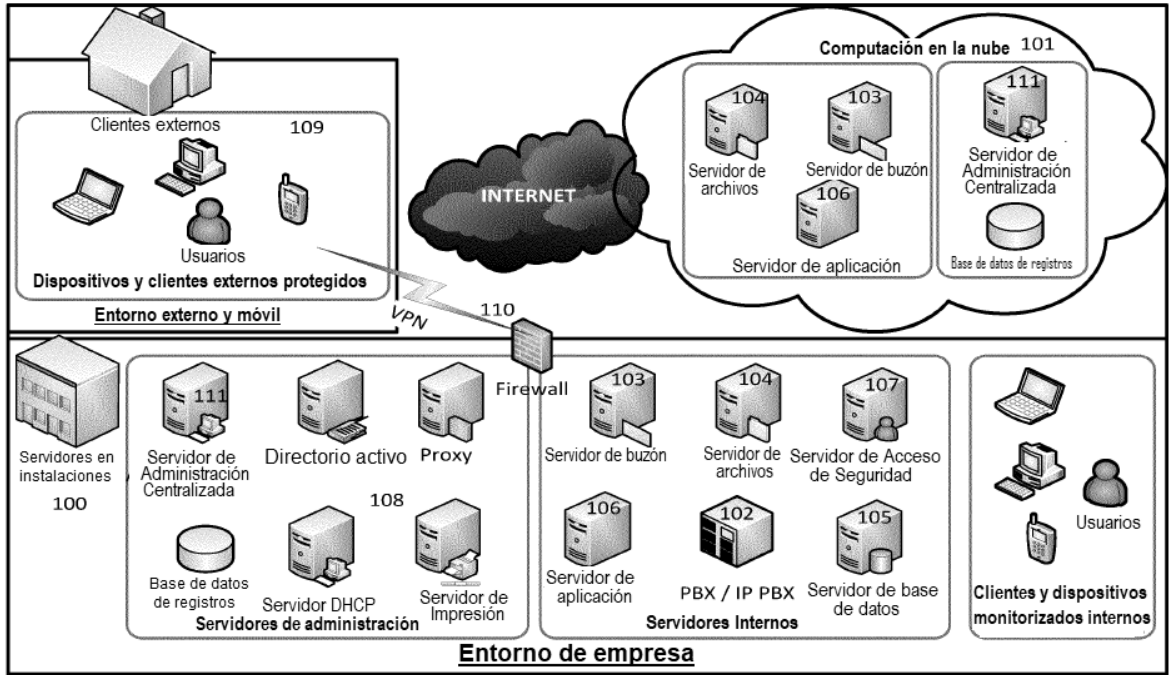 Clientes externos
109
Usuarios
Dispositivos y clientes externos protegidos
Entorno externo y móvil
INTERNET
VPN
110
Firewall
Computación en la nube 101
104
Servidor de
archivos
103
Servidor de buzón
106
Servidor de aplicación
111
Servidor de
Administración
Centralizada
Base de datos de registros
Servidores en
instalaciones
100
111
Servidor de
Administración
Centralizada
Directorio activo
Proxy
108
Base de datos
de registros
Servidor DHCP
Servidor de
Impresión
Servidores de administración
103
Servidor de buzón
104
Servidor de
archivos
107
Servidor de Acceso
de Seguridad
106
Servidor de
aplicación
102
PBX / IP PBX
105
Servidor de base
de datos
Servidores Internos
Usuarios
Clientes y dispositivos
monitorizados internos
Entorno de empresa